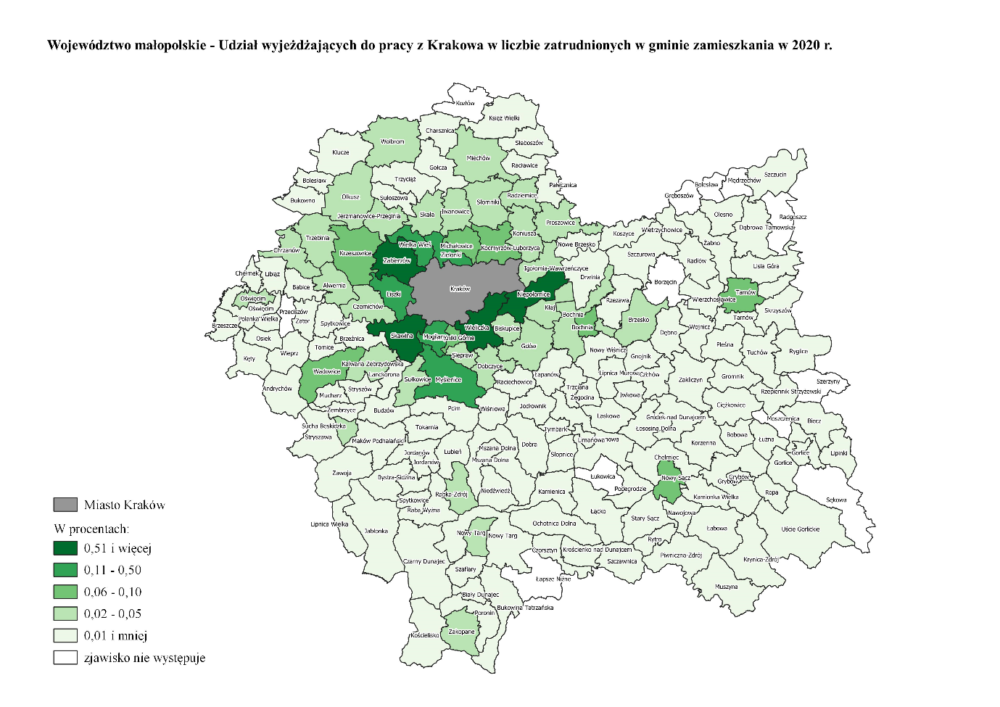 Województwo małopolskie - Udział wyjeżdżających do pracy z Krakowa w liczbie zatrudnionych w gminie zamieszkania w 2020 r.
Kozłów
Książ Wielki
Charsznica
Wolbrom
Słaboszów
Klucze
Miechów
Racławice
Gołcza
Szczucin
Bolesław
Trzyciąż
Mędrzechów
Bolesław
Pałecznica
Gręboszów
Bukowno
Olkusz
Sułoszowa
Radziemice
Słomniki
Skała
Iwanowice
Jerzmanowice-Przeginia
Olesno
Radgoszcz
Proszowice
Dąbrowa Tarnowska
Wietrzychowice
Koniusza
Koszyce
Trzebinia
Żabno
Wielka Wieś
Michałowice
Kocmyrzów-Luborzyca
Nowe Brzesko
Chrzanów
Krzeszowice
Zielonki
Szczurowa
Zabierzów
Radłów
Lisia Góra
Igołomia-Wawrzeńczyce
Chełmek
Libiąż
Drwinia
Borzęcin
Babice
Alwernia
Kraków
Liszki
Niepołomice
Tarnów
Oświęcim
Rzezawa
Wierzchosławice
Oświęcim
Czernichów
Kłaj
Skrzyszów
Przeciszów
Bochnia
Tarnów
Polanka Wielka
Zator
Brzesko
Brzeszcze
Spytkowice
Wieliczka
Biskupice
Bochnia
Wojnicz
Dębno
Osiek
Brzeźnica
Skawina
Mogilany
Gdów
Pleśna
Tomice
Nowy Wiśnicz
Ryglice
Wieprz
Siepraw
Gnojnik
Tuchów
Kęty
Kalwaria Zebrzydowska
Dobczyce
Wadowice
Lanckorona
Łapanów
Lipnica Murowana
Czchów
Gromnik
Sułkowice
Myślenice
Zakliczyn
Raciechowice
Szerzyny
Andrychów
Stryszów
Trzciana
Rzepiennik Strzyżewski
Mucharz
Żegocina
Iwkowa
Zembrzyce
Budzów
Pcim
Wiśniowa
Jodłownik
Ciężkowice
Laskowa
Gródek nad Dunajcem
Moszczenica
Biecz
Sucha Beskidzka
Tokarnia
Tymbark
Łososina Dolna
Stryszawa
Maków Podhalański
Bobowa
Łużna
Limanowa
Korzenna
Dobra
Mszana Dolna
Jordanów
Lubień
Słopnice
Gorlice
Lipinki
Mszana Dolna
Chełmiec
Jordanów
Gorlice
Zawoja
Bystra-Sidzina
Łukowica
Nowy Sącz
Grybów
Grybów
Podegrodzie
Rabka-Zdrój
Niedźwiedź
Kamienica
Ropa
Kamionka Wielka
Sękowa
Spytkowice
Raba Wyżna
Łącko
Nawojowa
Lipnica Wielka
Jabłonka
Ochotnica Dolna
Stary Sącz
Łabowa
Uście Gorlickie
Nowy Targ
Nowy Targ
Rytro
Czorsztyn
Krościenko nad Dunajcem
Piwniczna-Zdrój
Czarny Dunajec
Szczawnica
Krynica-Zdrój
Szaflary
Łapsze Niżne
Muszyna
Biały Dunajec
Bukowina Tatrzańska
Poronin
Kościelisko
Zakopane
Miasto Kraków
W procentach:
0,51 i więcej
0,11 - 0,50
0,06 - 0,10
0,02 - 0,05
0,01 i mniej
zjawisko nie występuje